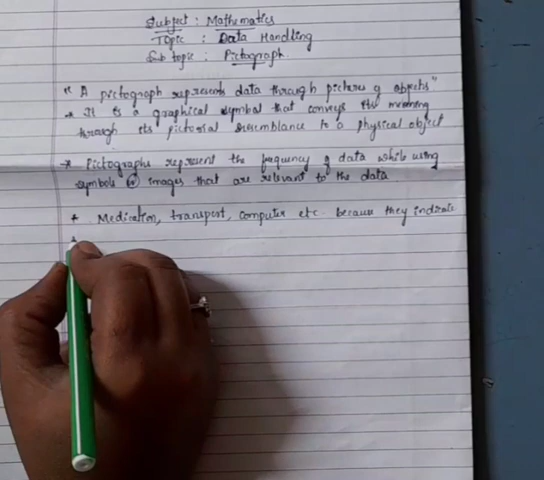 Subject : Mathematics
Topic : Data Handling
Sub topic : Pictograph
" A pictograph represents data through pictures of objects"
* It is a graphical symbol that conveys its meaning
through its pictorial resemblance to a physical object
* Pictographs represent the frequency of data while using
symbols or images that are relevant to the data
* Medication, transport, computer etc. because they indicate
*